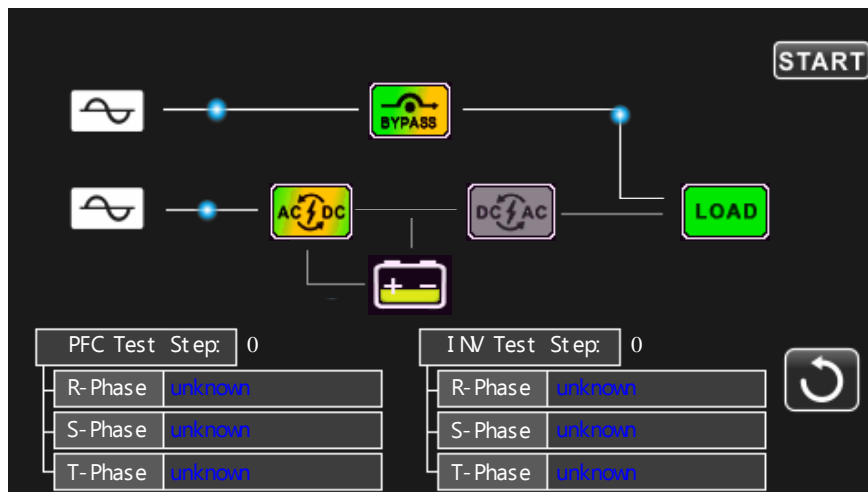 START
BYPASS
AC DC
DC AC
LOAD
+ −
PFC Test Step: 0
INV Test Step: 0
R-Phase unknown
R-Phase unknown
S-Phase unknown
S-Phase unknown
T-Phase unknown
T-Phase unknown